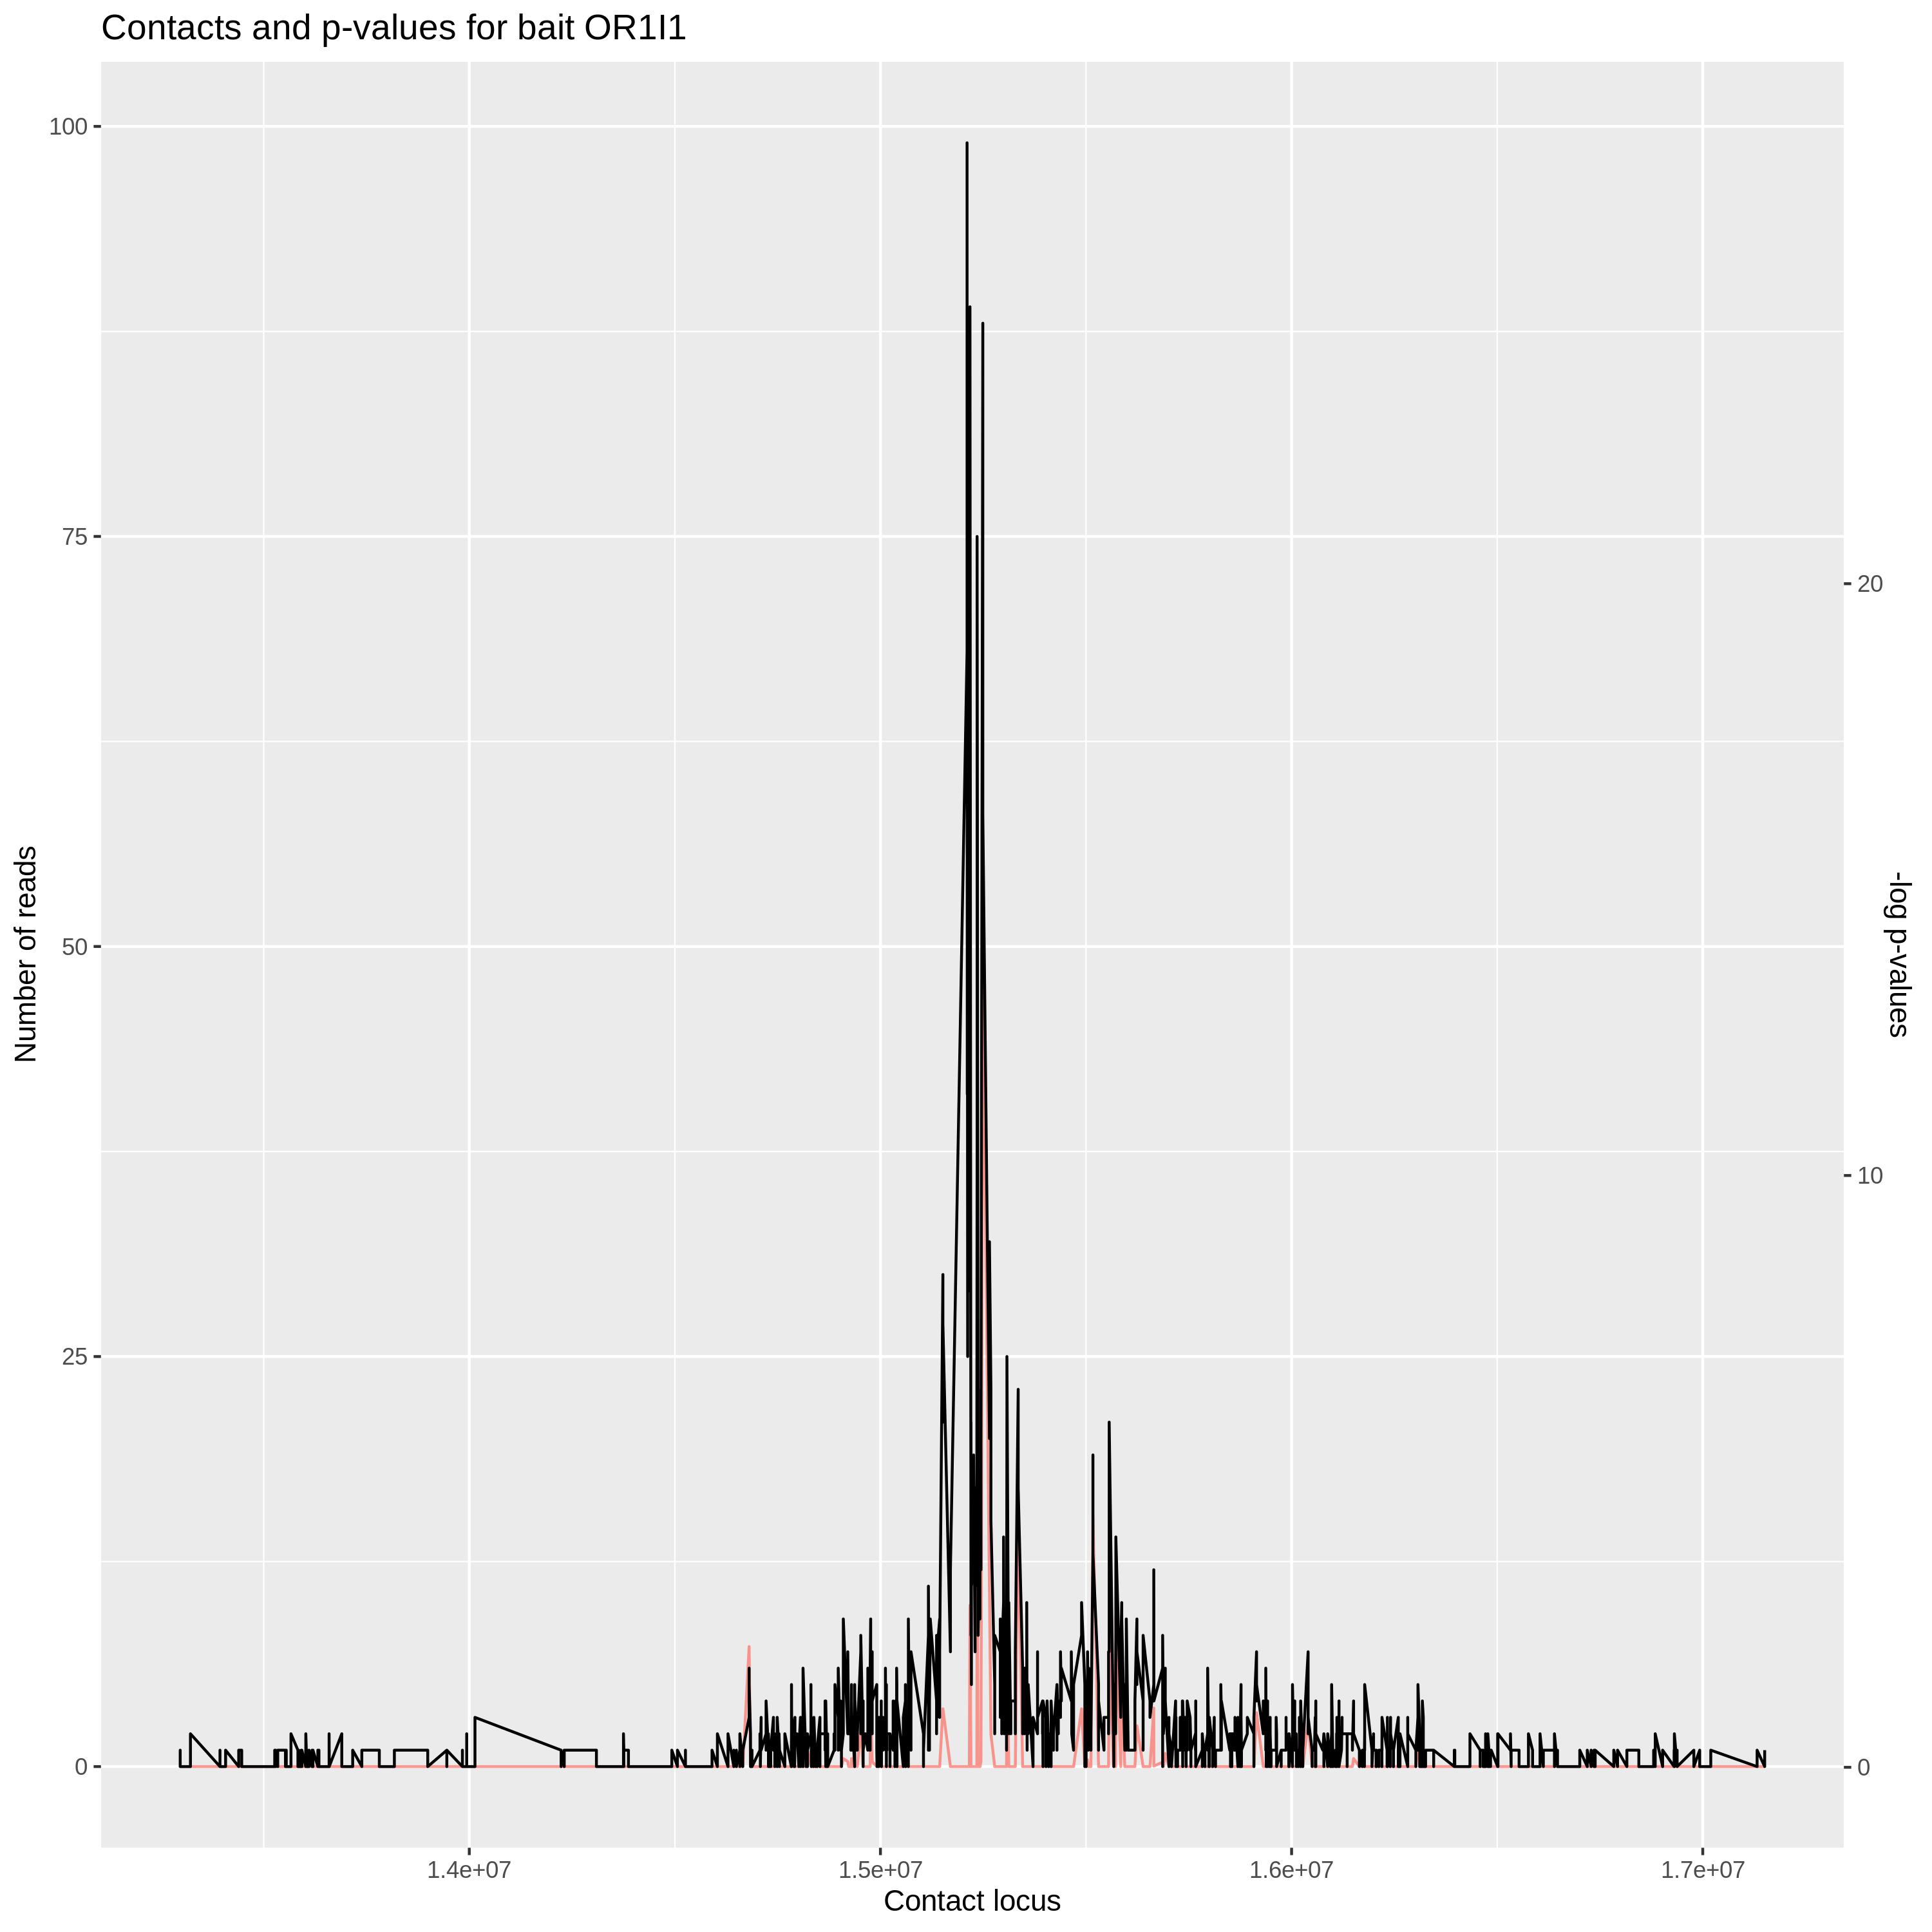 Contacts and p-values for bait OR1I1
100
75
50
25
0
Number of reads
20
10
0
-log p-values
1.4e+07
1.5e+07
1.6e+07
1.7e+07
Contact locus